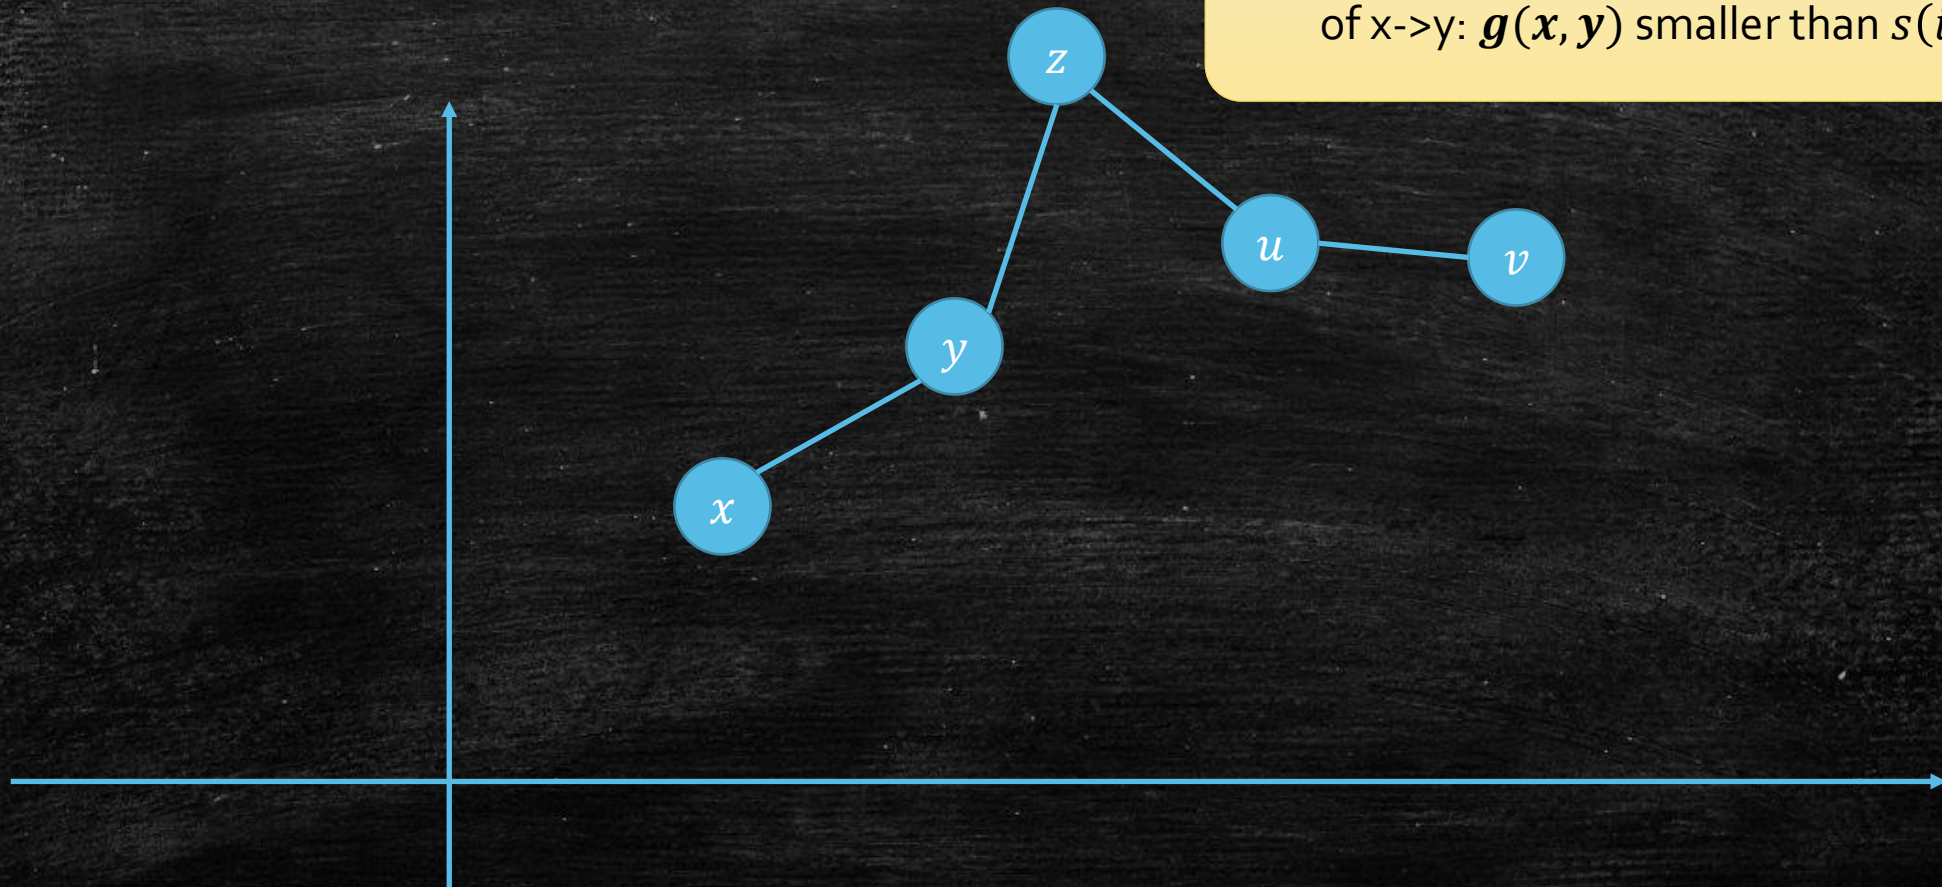 of x->y: g(x, y) smaller than s(
z
u
v
y
x